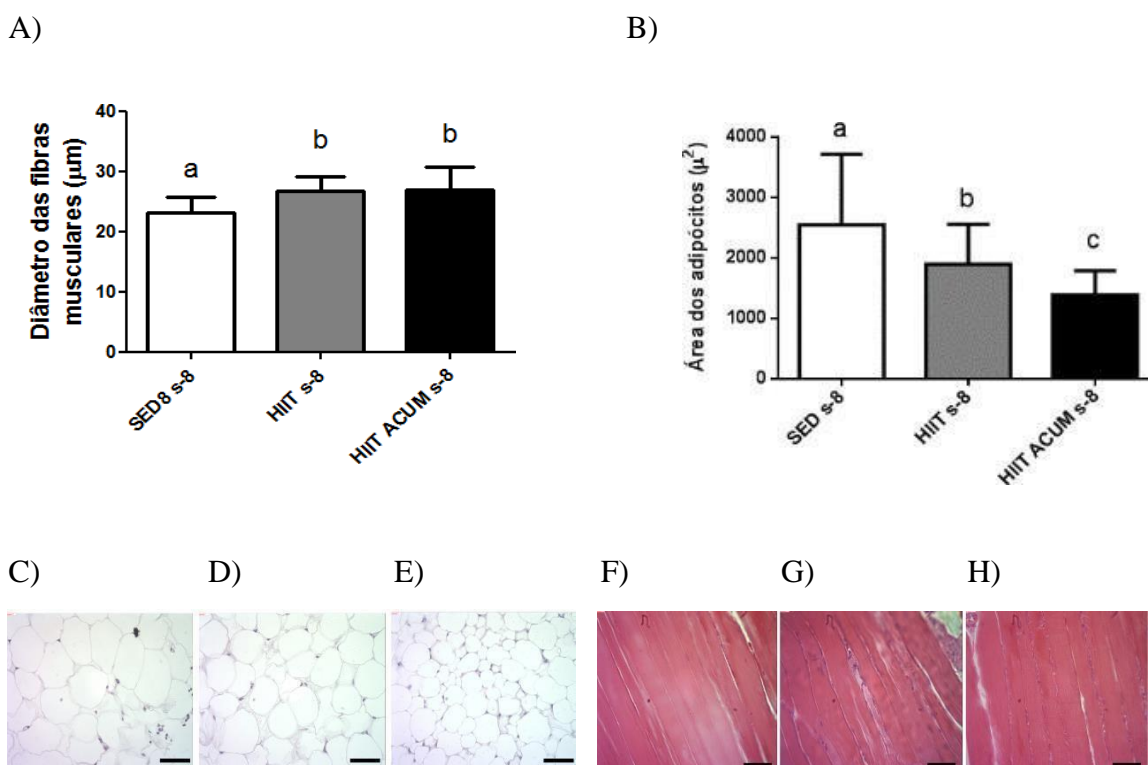 A)
B)
Diâmetro das fibras
musculares (µm)
40
30
20
10
0
a
b
b
SED8 s-8
HIIT s-8
HIIT ACUM s-8
Área dos adipócitos (µ²)
4000
3000
2000
1000
0
a
b
c
SED s-8
HIIT s-8
HIIT ACUM s-8
C)
D)
E)
F)
G)
H)